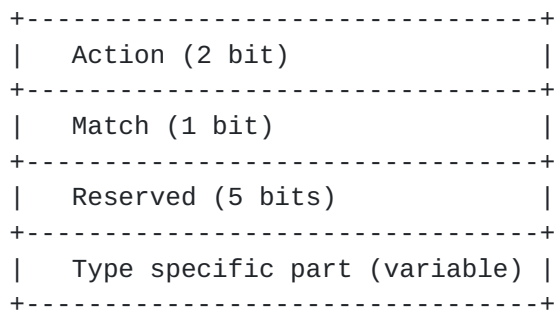 Action (2 bit)
Match (1 bit)
Reserved (5 bits)
Type specific part (variable)